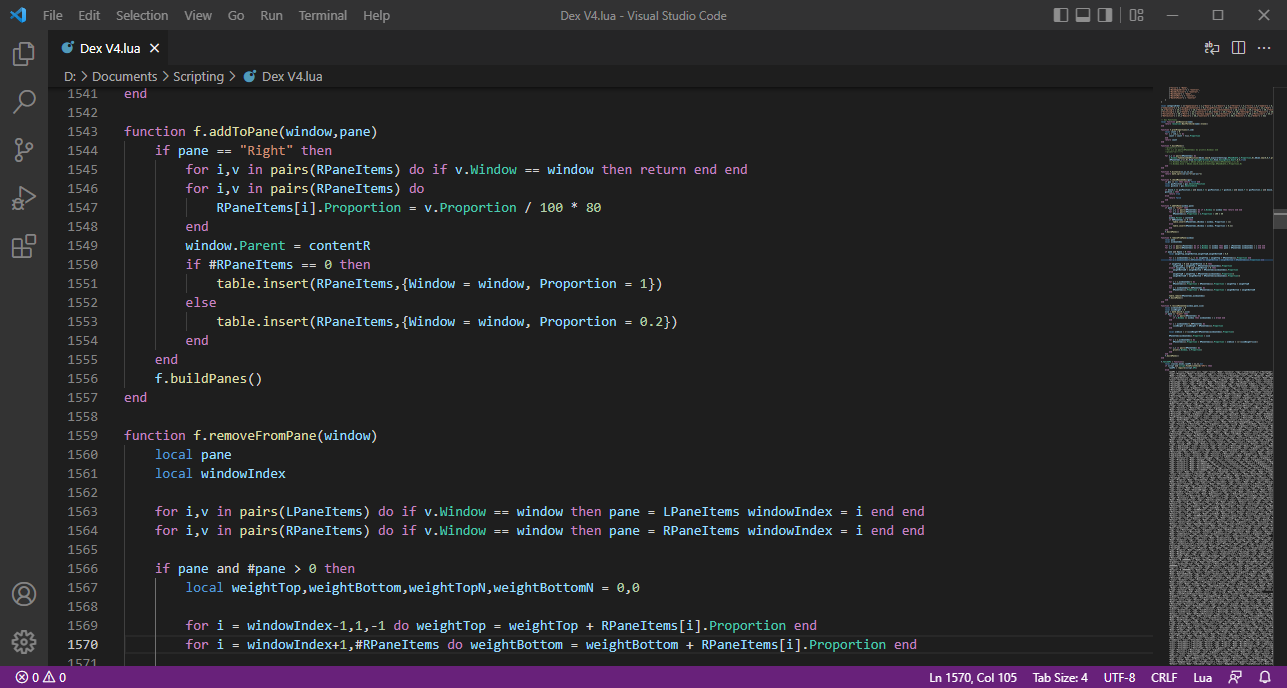 File Edit Selection View Go Run Terminal Help Dex V4.lua - Visual Studio Code
Dex V4.lua
D: > Documents > Scripting > Dex V4.lua
1541 end
1542
1543 function f.addToPane(window,pane)
1544 if pane == "Right" then
1545 for i,v in pairs(RPaneItems) do if v.Window == window then return end end
1546 for i,v in pairs(RPaneItems) do
1547 RPaneItems[i].Proportion = v.Proportion / 100 * 80
1548 end
1549 window.Parent = contentR
1550 if #RPaneItems == 0 then
1551 table.insert(RPaneItems,{Window = window, Proportion = 1})
1552 else
1553 table.insert(RPaneItems,{Window = window, Proportion = 0.2})
1554 end
1555 end
1556 f.buildPanes()
1557 end
1558
1559 function f.removeFromPane(window)
1560 local pane
1561 local windowIndex
1562
1563 for i,v in pairs(LPaneItems) do if v.Window == window then pane = LPaneItems windowIndex = i end end
1564 for i,v in pairs(RPaneItems) do if v.Window == window then pane = RPaneItems windowIndex = i end end
1565
1566 if pane and #pane > 0 then
1567 local weightTop,weightBottom,weightTopN,weightBottomN = 0,0
1568
1569 for i = windowIndex-1,1,-1 do weightTop = weightTop + RPaneItems[i].Proportion end
1570 for i = windowIndex+1,#RPaneItems do weightBottom = weightBottom + RPaneItems[i].Proportion end
1571
0 0 Ln 1570, Col 105 Tab Size: 4 UTF-8 CRLF Lua